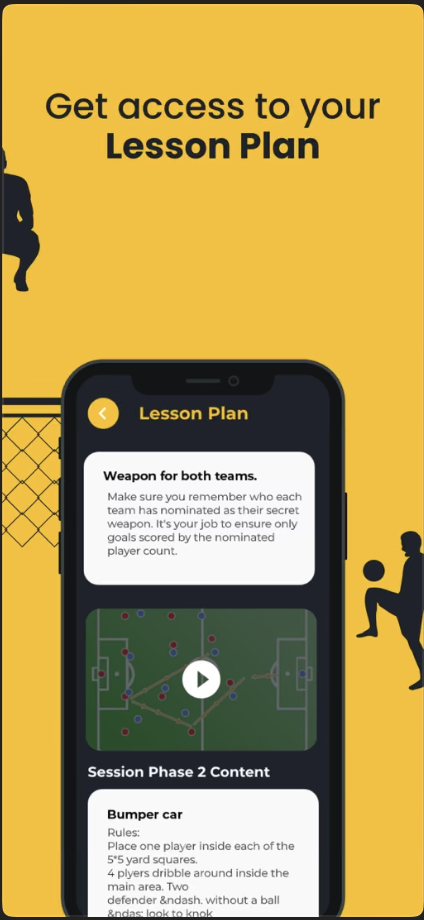 Get access to your
Lesson Plan
Lesson Plan
Weapon for both teams.
Make sure you remember who each
team has nominated as their secret
weapon. It's your job to ensure only
goals scored by the nominated
player count.
Session Phase 2 Content
Bumper car
Rules:
Place one player inside each of the
5*5 yard squares.
4 plyers dribble around inside the
main area. Two
defender &ndash. without a ball
&ndas: look to knok